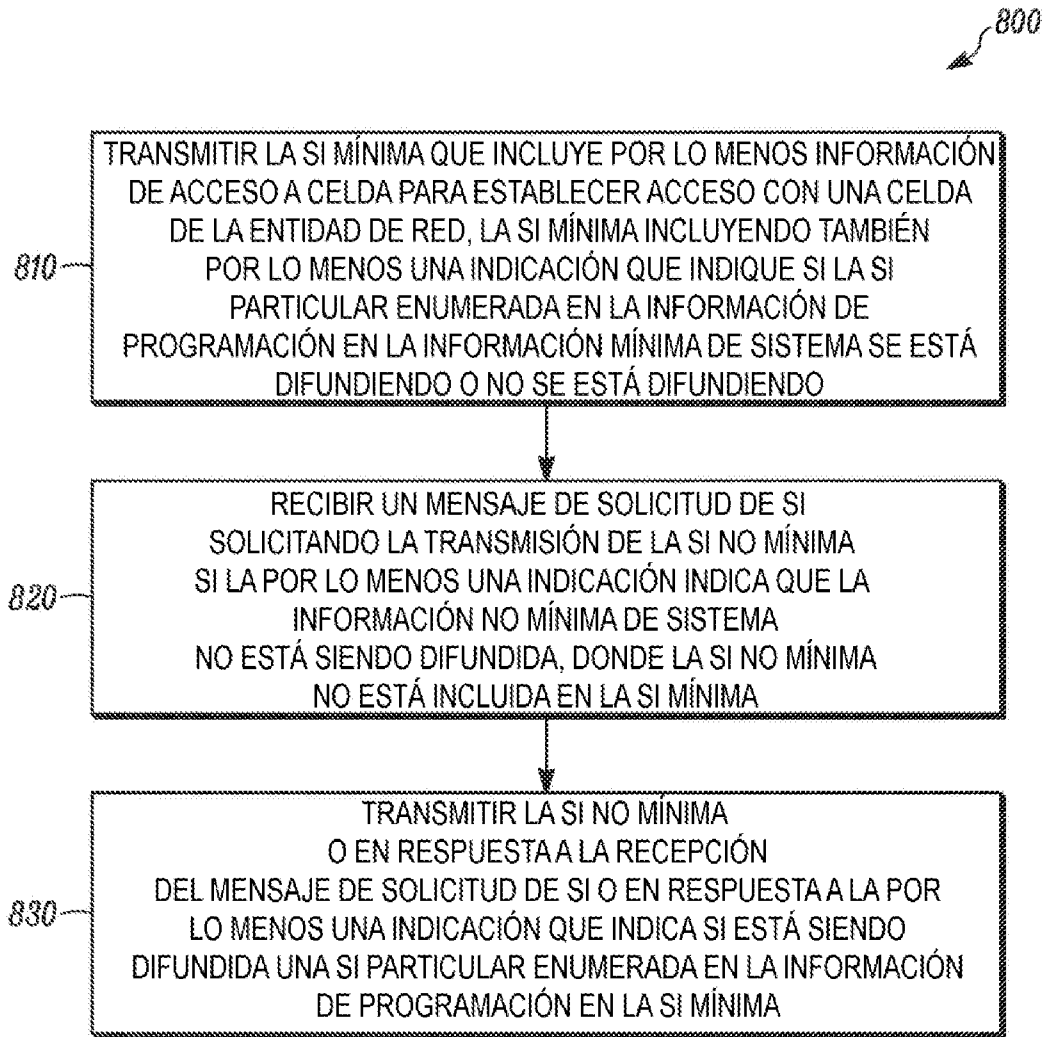 800
TRANSMITIR LA SI MÍNIMA QUE INCLUYE POR LO MENOS INFORMACIÓN
DE ACCESO A CELDA PARA ESTABLECER ACCESO CON UNA CELDA
DE LA ENTIDAD DE RED, LA SI MÍNIMA INCLUYENDO TAMBIÉN
810
POR LO MENOS UNA INDICACIÓN QUE INDIQUE SI LA SI
PARTICULAR ENUMERADA EN LA INFORMACIÓN DE
PROGRAMACIÓN EN LA INFORMACIÓN MÍNIMA DE SISTEMA SE ESTÁ
DIFUNDIENDO O NO SE ESTÁ DIFUNDIENDO
RECIBIR UN MENSAJE DE SOLICITUD DE SI
SOLICITANDO LA TRANSMISIÓN DE LA SI NO MÍNIMA
820
SI LA POR LO MENOS UNA INDICACIÓN INDICA QUE LA
INFORMACIÓN NO MÍNIMA DE SISTEMA
NO ESTÁ SIENDO DIFUNDIDA, DONDE LA SI NO MÍNIMA
NO ESTÁ INCLUIDA EN LA SI MÍNIMA
TRANSMITIR LA SI NO MÍNIMA
O EN RESPUESTA A LA RECEPCIÓN
DEL MENSAJE DE SOLICITUD DE SI O EN RESPUESTA A LA POR
830
LO MENOS UNA INDICACIÓN QUE INDICA SI ESTÁ SIENDO
DIFUNDIDA UNA SI PARTICULAR ENUMERADA EN LA INFORMACIÓN
DE PROGRAMACIÓN EN LA SI MÍNIMA